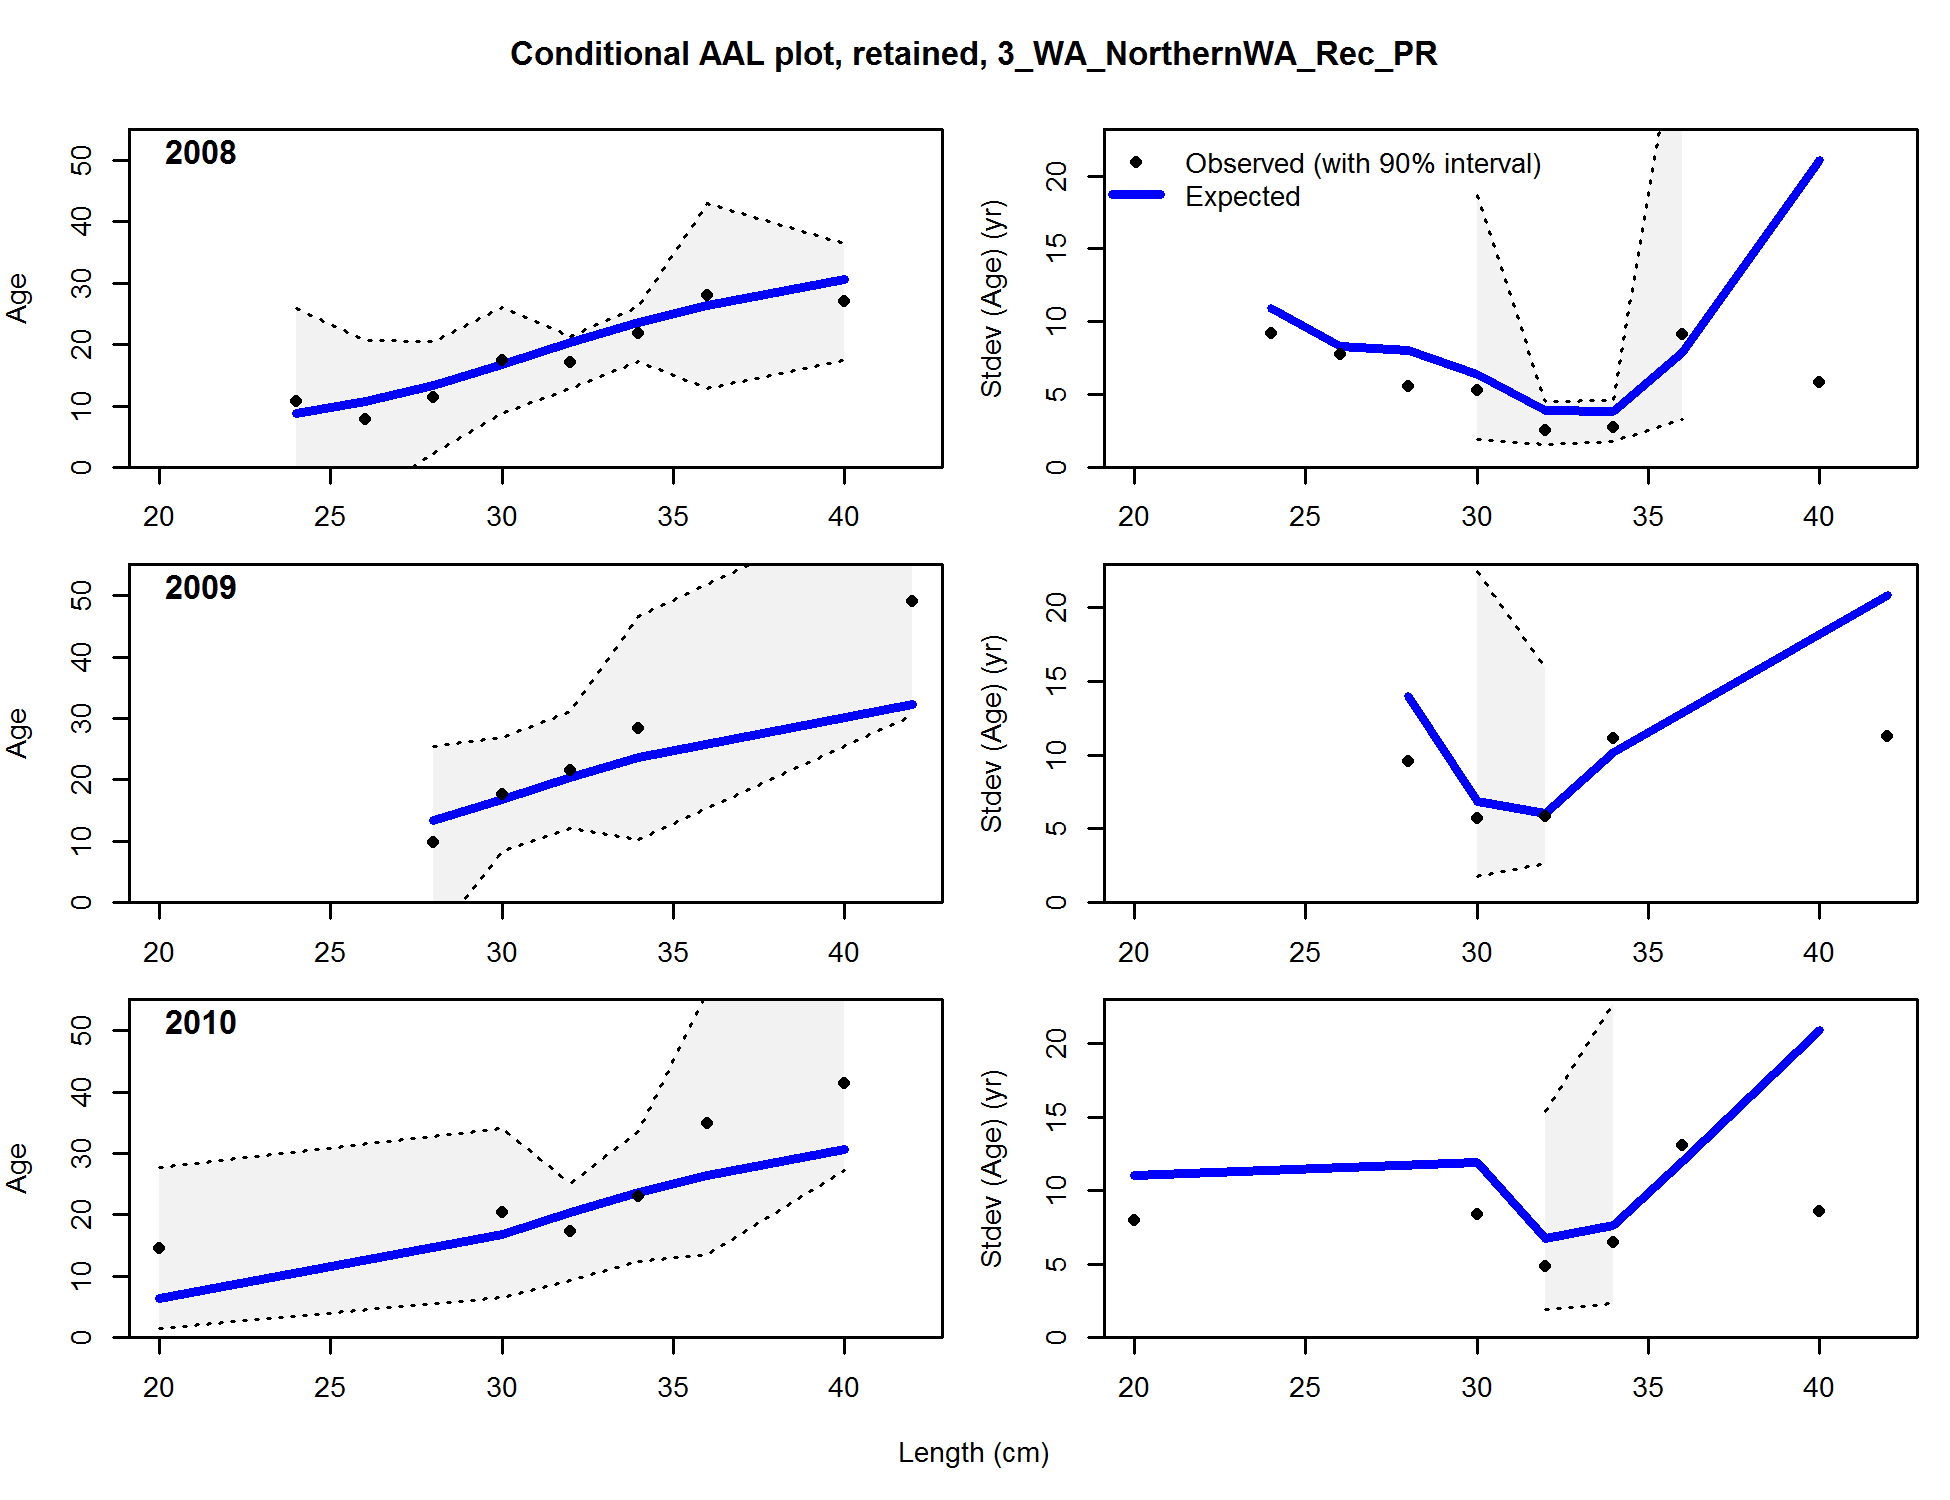 Conditional AAL plot, retained, 3_WA_NorthernWA_Rec_PR
2008
Age
0 10 20 30 40 50
20 25 30 35 40
Observed (with 90% interval)
Expected
Stdev (Age) (yr)
0 5 10 15 20
20 25 30 35 40
2009
Age
0 10 20 30 40 50
20 25 30 35 40
Stdev (Age) (yr)
0 5 10 15 20
20 25 30 35 40
2010
Age
0 10 20 30 40 50
20 25 30 35 40
Stdev (Age) (yr)
0 5 10 15 20
20 25 30 35 40
Length (cm)